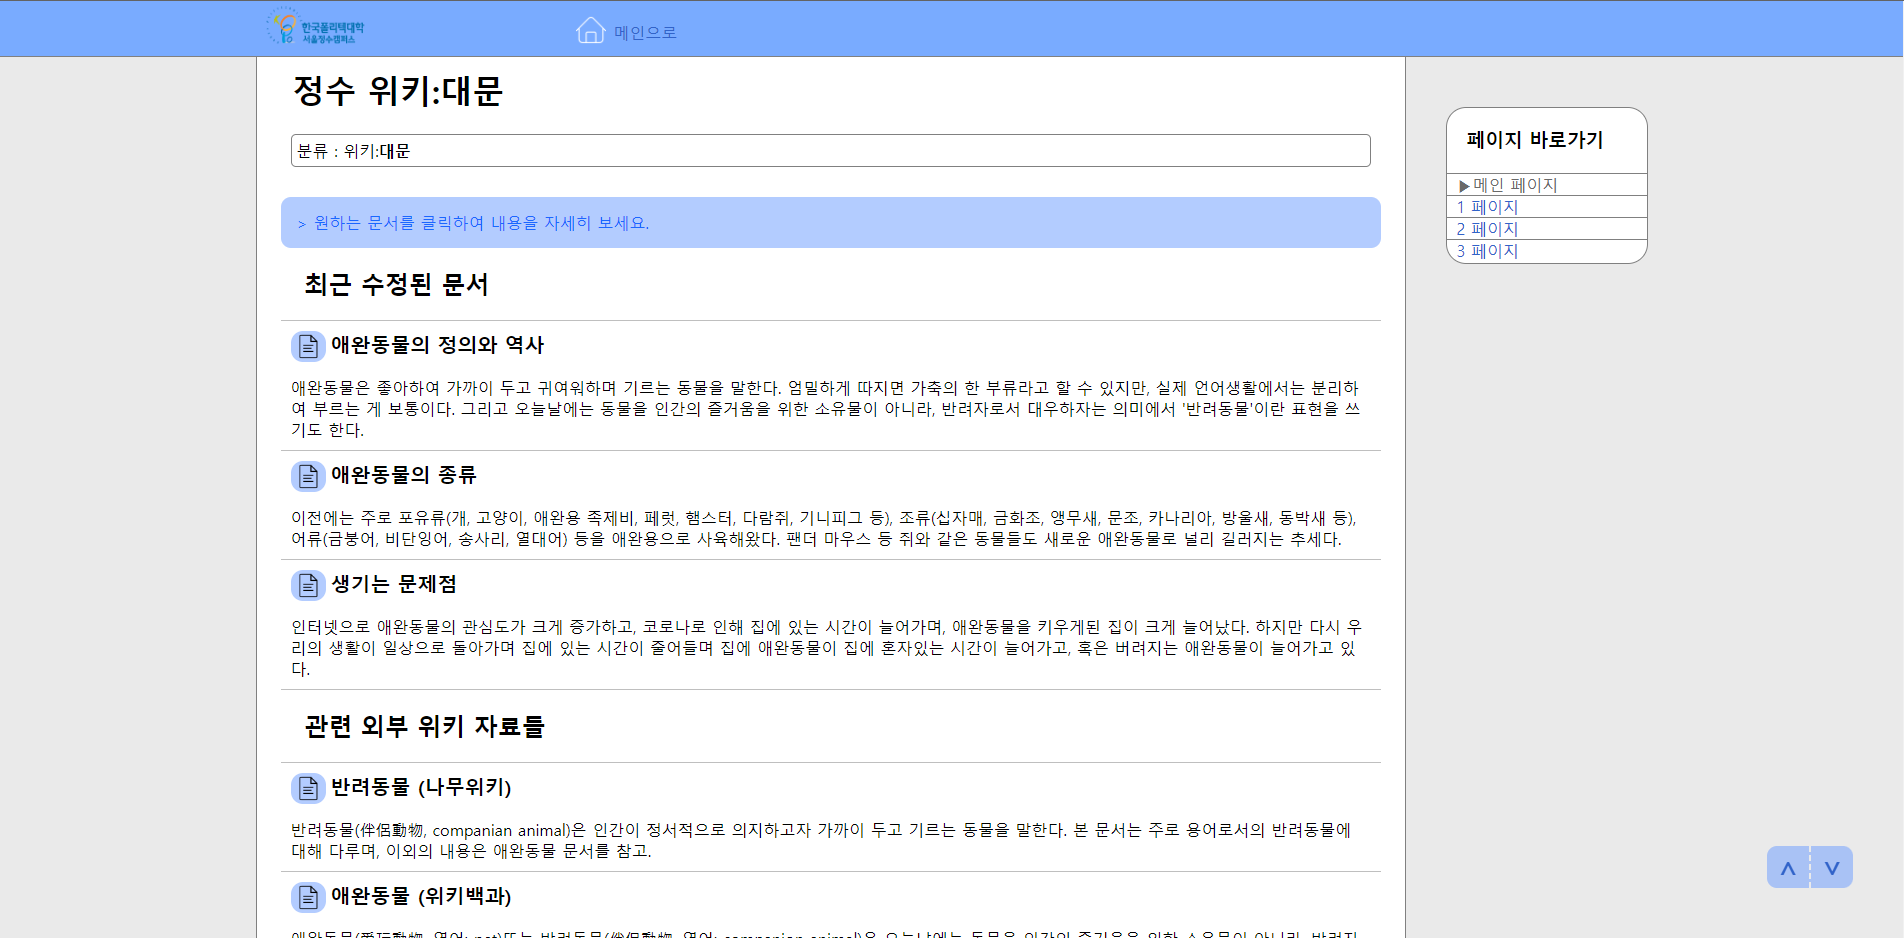 한국폴리텍대학
서울정수캠퍼스
메인으로
정수 위키:대문
분류 : 위키:대문
> 원하는 문서를 클릭하여 내용을 자세히 보세요.
최근 수정된 문서
애완동물의 정의와 역사
애완동물은 좋아하여 가까이 두고 귀여워하며 기르는 동물을 말한다. 엄밀하게 따지면 가축의 한 부류라고 할 수 있지만, 실제 언어생활에서는 분리하
여 부르는 게 보통이다. 그리고 오늘날에는 동물을 인간의 즐거움을 위한 소유물이 아니라, 반려자로서 대우하자는 의미에서 '반려동물'이란 표현을 쓰
기도 한다.
애완동물의 종류
이전에는 주로 포유류(개, 고양이, 애완용 족제비, 페럿, 햄스터, 다람쥐, 기니피그 등), 조류(십자매, 금화조, 앵무새, 문조, 카나리아, 방울새, 동박새 등),
어류(금붕어, 비단잉어, 송사리, 열대어) 등을 애완용으로 사육해왔다. 팬더 마우스 등 쥐와 같은 동물들도 새로운 애완동물로 널리 길러지는 추세다.
생기는 문제점
인터넷으로 애완동물의 관심도가 크게 증가하고, 코로나로 인해 집에 있는 시간이 늘어가며, 애완동물을 키우게된 집이 크게 늘어났다. 하지만 다시 우
리의 생활이 일상으로 돌아가며 집에 있는 시간이 줄어들며 집에 애완동물이 집에 혼자있는 시간이 늘어가고, 혹은 버려지는 애완동물이 늘어가고 있
다.
관련 외부 위키 자료들
반려동물 (나무위키)
반려동물(伴侶動物, companian animal)은 인간이 정서적으로 의지하고자 가까이 두고 기르는 동물을 말한다. 본 문서는 주로 용어로서의 반려동물에
대해 다루며, 이외의 내용은 애완동물 문서를 참고.
애완동물 (위키백과)
페이지 바로가기
▶메인 페이지
1 페이지
2 페이지
3 페이지